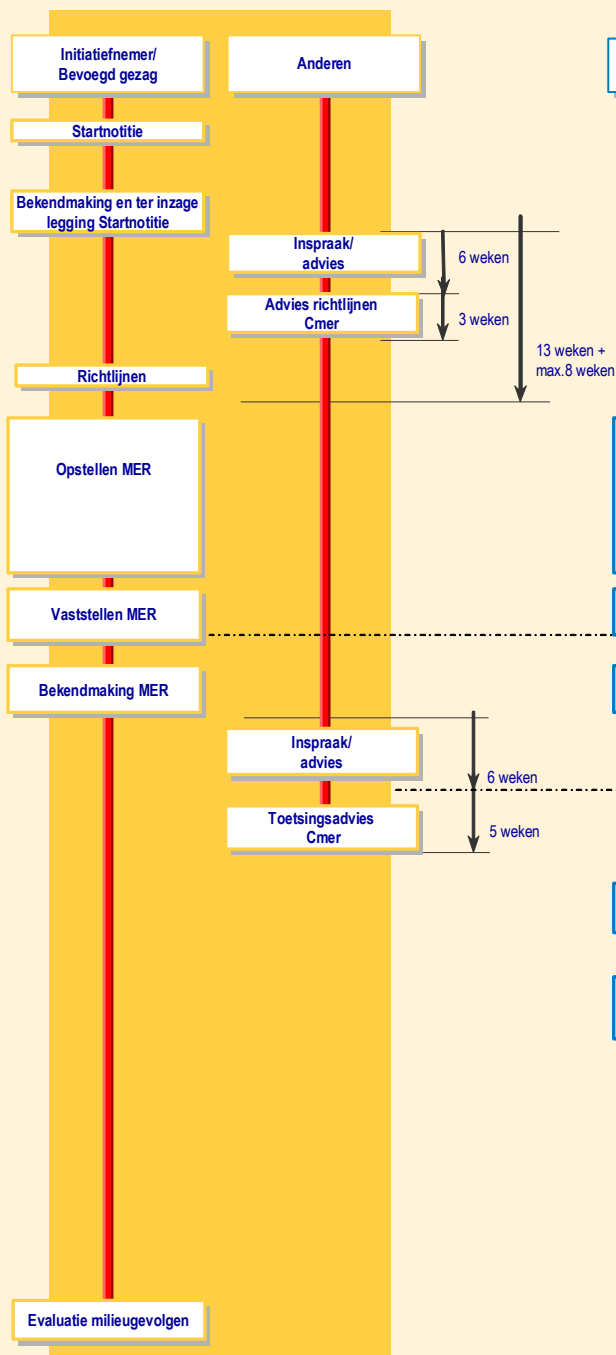 Initiatiefnemer/
Bevoegd gezag
Anderen
Startnotitie
Bekendmaking en ter inzage
legging Startnotitie
Inspraak/
advies
6 weken
Advies richtlijnen
Cmer
3 weken
13 weken +
max.8 weken
Richtlijnen
Opstellen MER
Vaststellen MER
Bekendmaking MER
Inspraak/
advies
6 weken
Toetsingsadvies
Cmer
5 weken
Evaluatie milieugevolgen